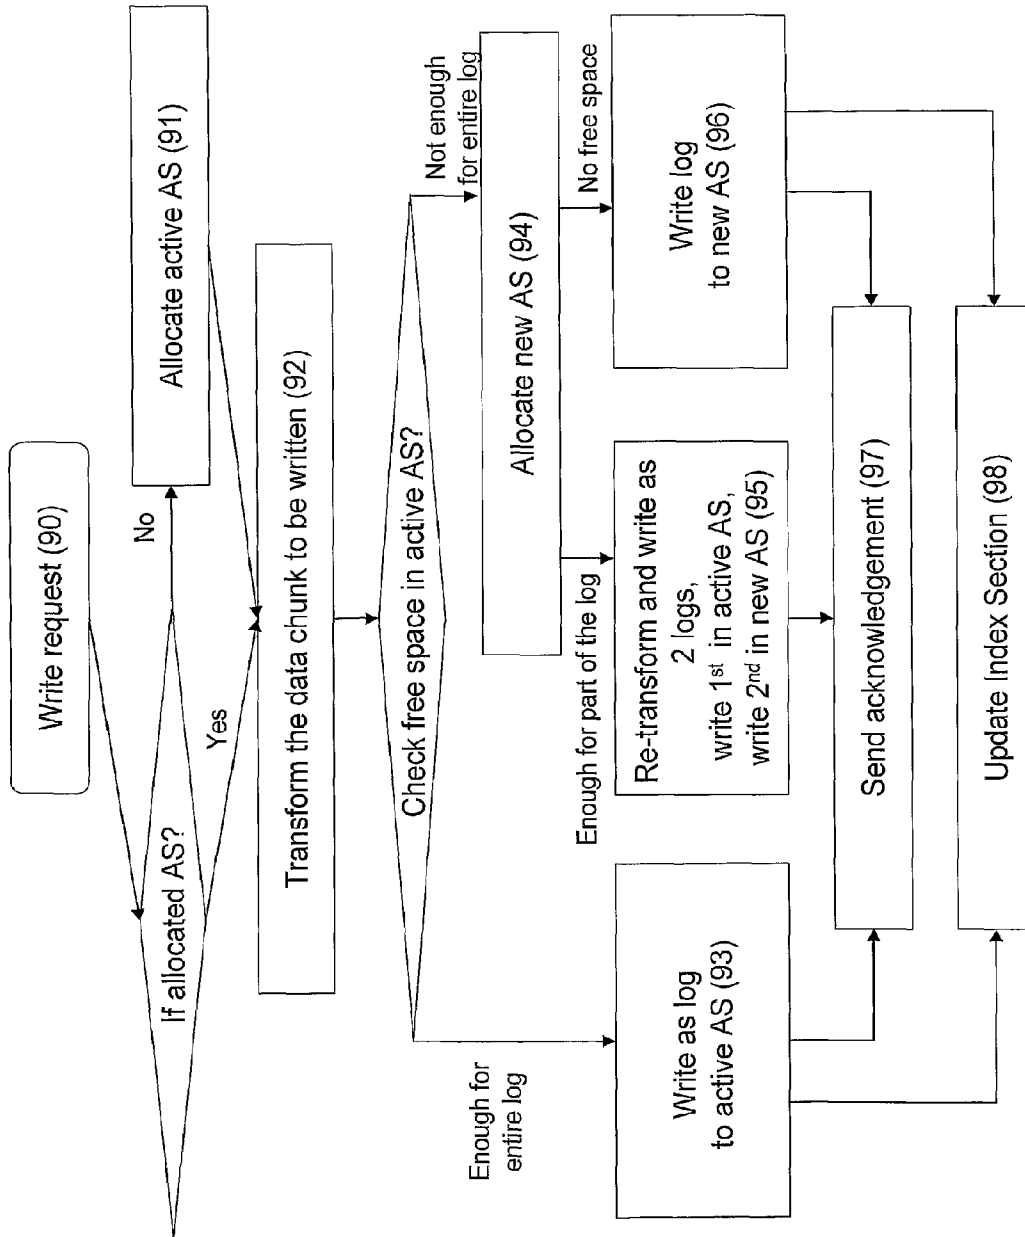 Write request (90)
If allocated AS?
No
Yes
Allocate active AS (91)
Transform the data chunk to be written (92)
Check free space in active AS?
Enough for
entire log
Not enough
for entire log
Allocate new AS (94)
Enough for part of the log
No free space
Write as log
to active AS (93)
Re-transform and write as
2 logs,
write 1st in active AS,
write 2nd in new AS (95)
Write log
to new AS (96)
Send acknowledgement (97)
Update Index Section (98)